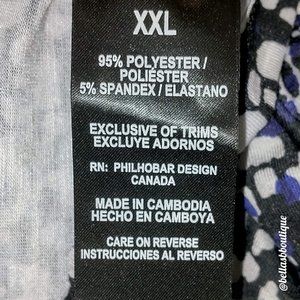 XXL
95% POLYESTER /
POLIÉSTER
5% SPANDEX / ELASTANO
EXCLUSIVE OF TRIMS
EXCLUYE ADORNOS
RN: PHILHOBAR DESIGN
CANADA
MADE IN CAMBODIA
HECHO EN CAMBOYA
CARE ON REVERSE
INSTRUCCIONES AL REVERSO
@bellasbboutique